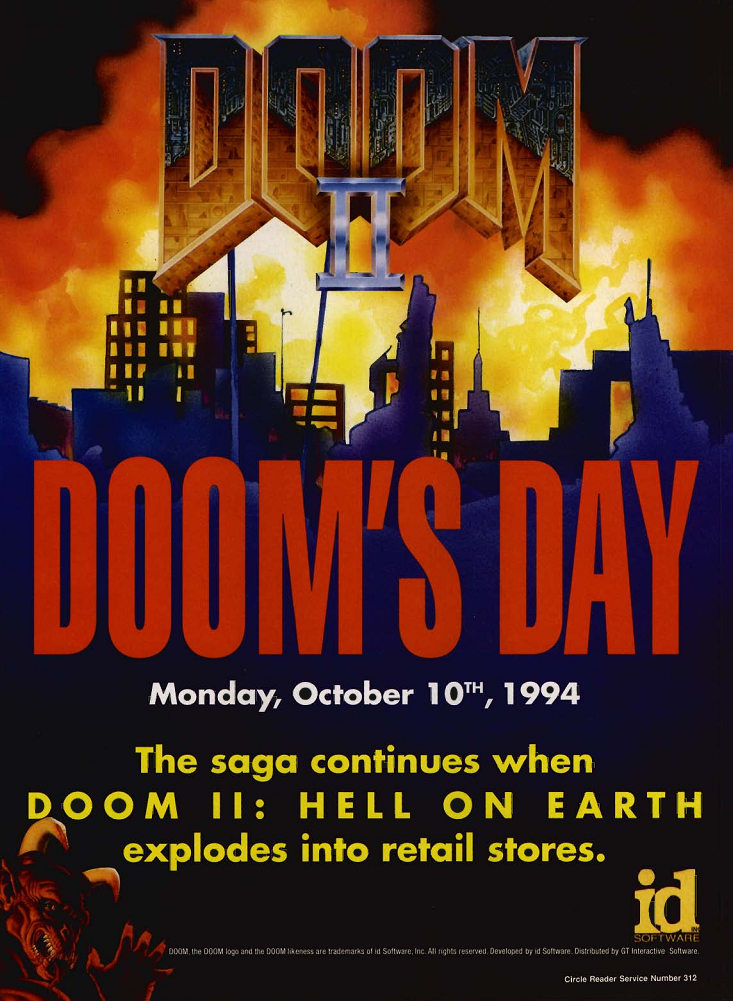 DOOM
II
DOOM'S DAY
Monday, October 10TH, 1994
The saga continues when
DOOM II: HELL ON EARTH
explodes into retail stores.
id
SOFTWARE
DOOM, the DOOM logo and the DOOM likeness are trademarks of id Software, Inc. All rights reserved. Developed by id Software. Distributed by GT Interactive Software.
Circle Reader Service Number 312